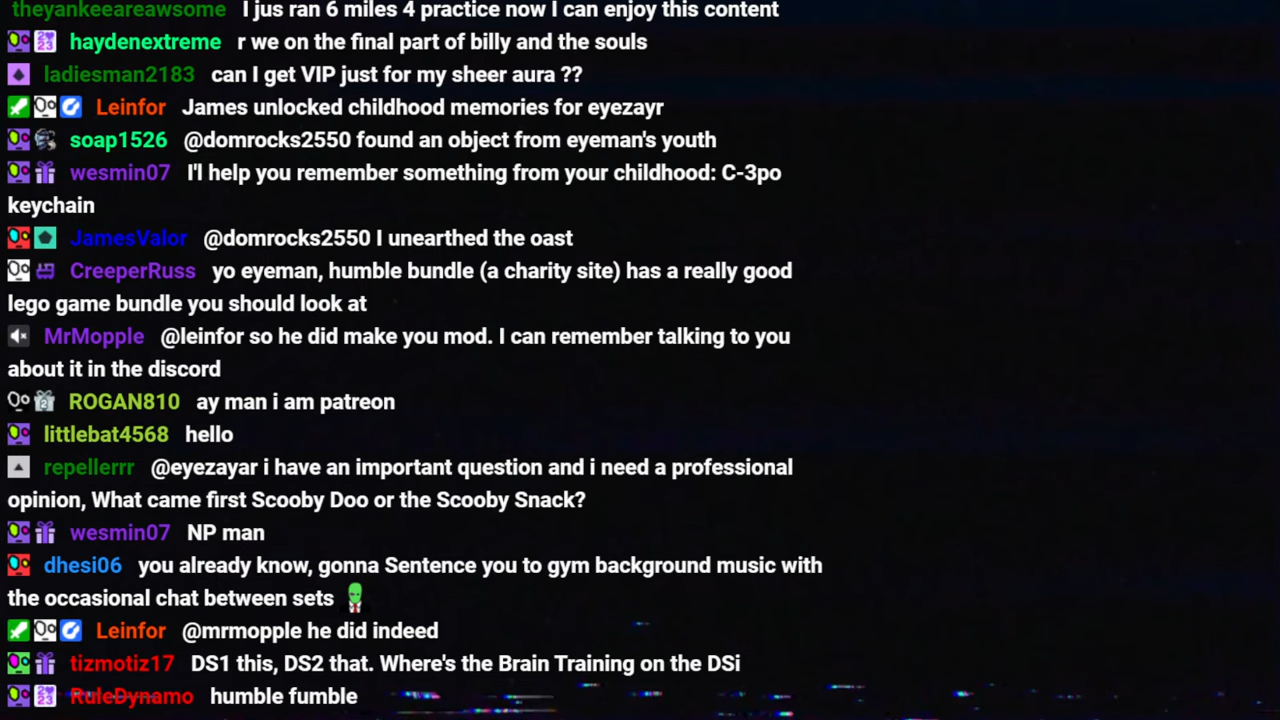 theyankeeareawsome I jus ran 6 miles 4 practice now I can enjoy this content
haydenextreme r we on the final part of billy and the souls
ladiesman2183 can I get VIP just for my sheer aura ??
Leinfor James unlocked childhood memories for eyezayr
soap1526 @domrocks2550 found an object from eyeman's youth
wesmin07 I'll help you remember something from your childhood: C-3po
keychain
JamesValor @domrocks2550 I unearthed the oast
CreeperRuss yo eyeman, humble bundle (a charity site) has a really good
lego game bundle you should look at
MrMopple @leinfor so he did make you mod. I can remember talking to you
about it in the discord
ROGAN810 ay man i am patreon
littlebat4568 hello
repellerrr @eyezayar i have an important question and i need a professional
opinion, What came first Scooby Doo or the Scooby Snack?
wesmin07 NP man
dhesi06 you already know, gonna Sentence you to gym background music with
the occasional chat between sets
Leinfor @mrmopple he did indeed
tizmotiz17 DS1 this, DS2 that. Where's the Brain Training on the DSi
RuleDynamo humble fumble